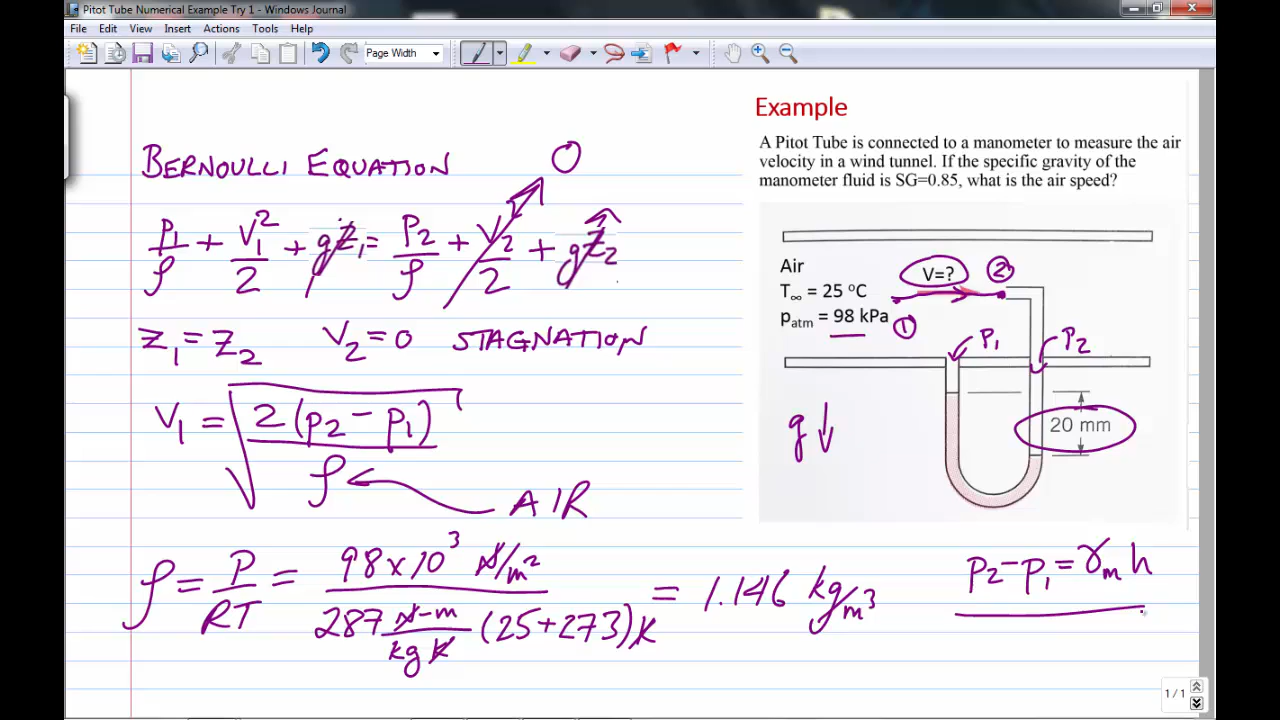 Pitot Tube Numerical Example Try 1 - Windows Journal
File Edit View Insert Actions Tools Help
Page Width
Example
A Pitot Tube is connected to a manometer to measure the air
velocity in a wind tunnel. If the specific gravity of the
manometer fluid is SG=0.85, what is the air speed?
BERNOULLI EQUATION
0
p₁/ρ + V₁²/2 + gz₁ = p₂/ρ + V₂²/2 + gz₂
z₁ = z₂ V₂ = 0 STAGNATION
V₁ = √(2(p₂ - p₁)/ρ)
AIR
ρ = P/RT = 98 x 10³ N/m² / 287 N-m/kg K (25+273) K = 1.146 kg/m³
Air
T∞ = 25 °C
patm = 98 kPa
V=?
②
①
P₁
P₂
g↓
20 mm
p₂ - p₁ = γm h
1 / 1